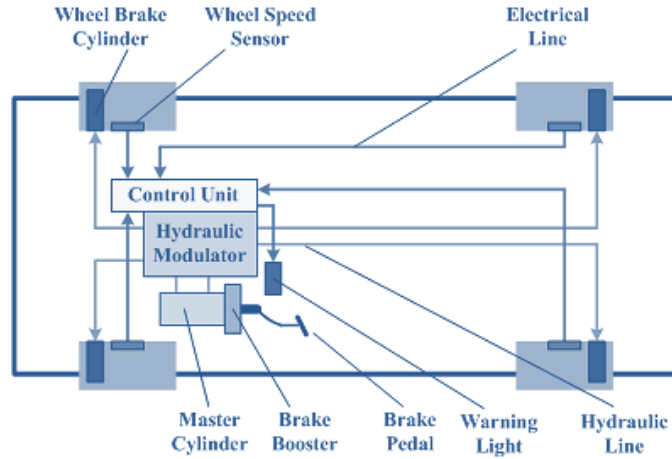 Wheel Brake
Cylinder
Wheel Speed
Sensor
Electrical
Line
Control Unit
Hydraulic
Modulator
Master
Cylinder
Brake
Booster
Brake
Pedal
Warning
Light
Hydraulic
Line